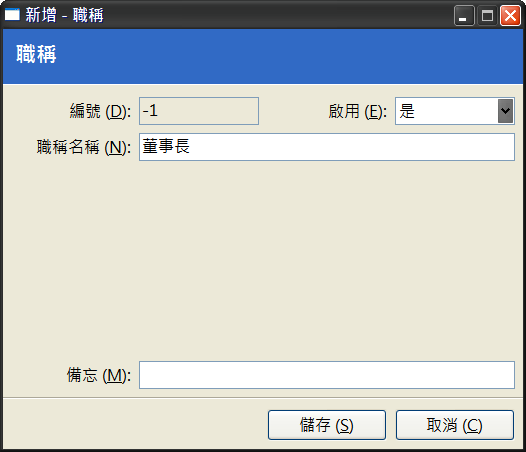 新增 - 職稱
職稱
編號 (D): -1 啟用 (E): 是
職稱名稱 (N): 董事長
備忘 (M):
儲存 (S) 取消 (C)